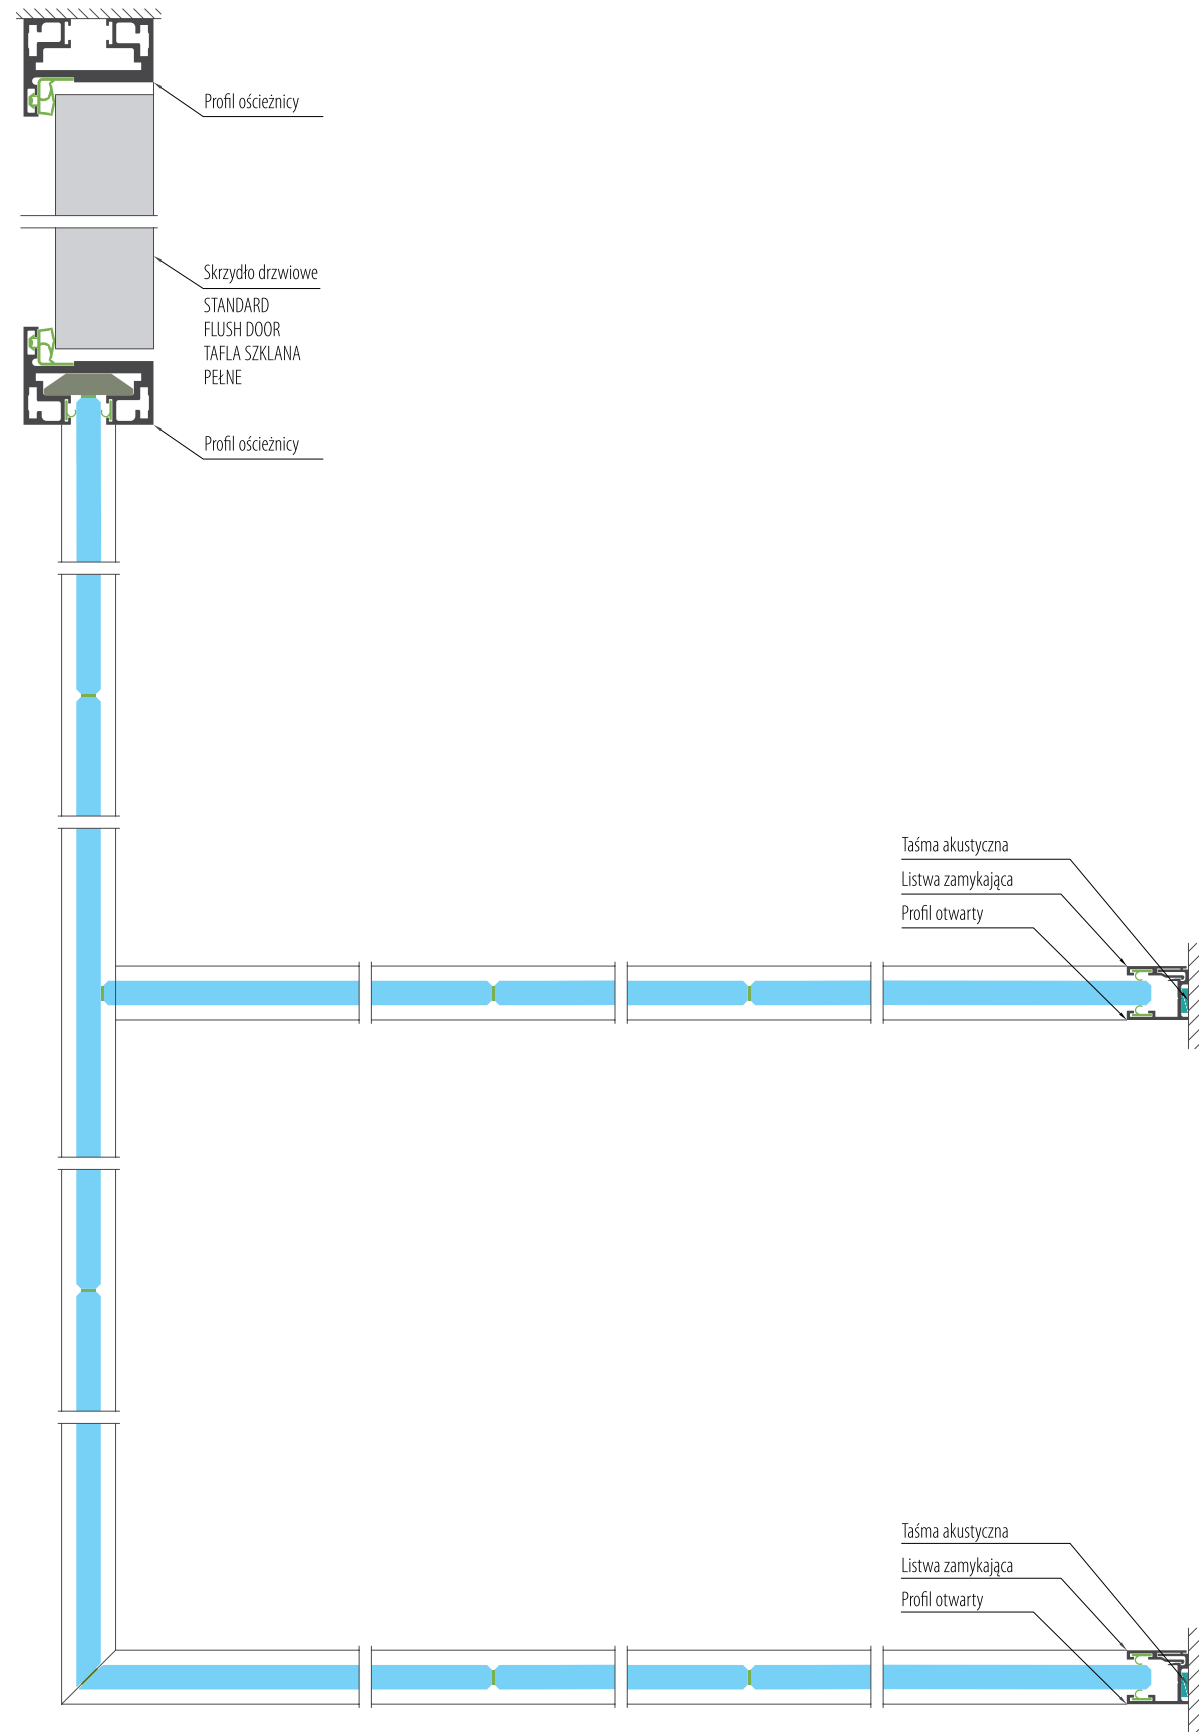 Profil ościeżnicy
Skrzydło drzwiowe
STANDARD
FLUSH DOOR
TAFLA SZKLANA
PEŁNE
Profil ościeżnicy
Taśma akustyczna
Listwa zamykająca
Profil otwarty
Taśma akustyczna
Listwa zamykająca
Profil otwarty